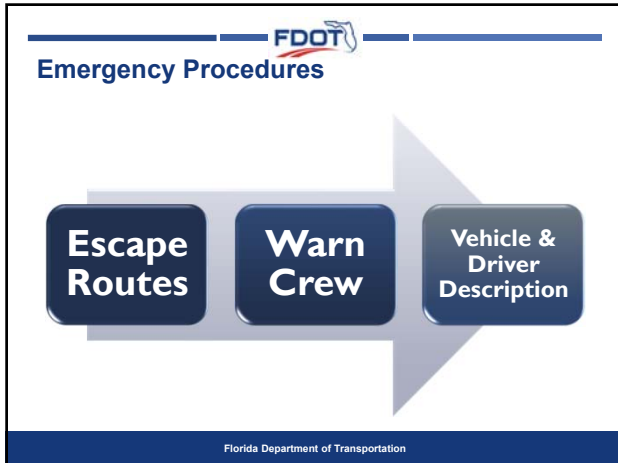 FDOT
Emergency Procedures
Escape
Routes
Warn
Crew
Vehicle &
Driver
Description
Florida Department of Transportation